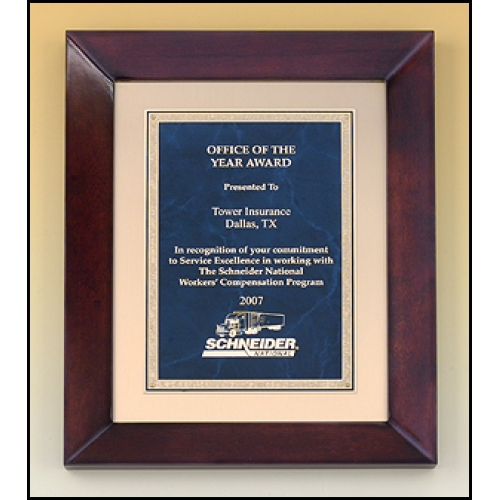 OFFICE OF THE
YEAR AWARD
Presented To
Tower Insurance
Dallas, TX
In recognition of your commitment
to Service Excellence in working with
The Schneider National
Workers' Compensation Program
2007
SCHNEIDER
NATIONAL